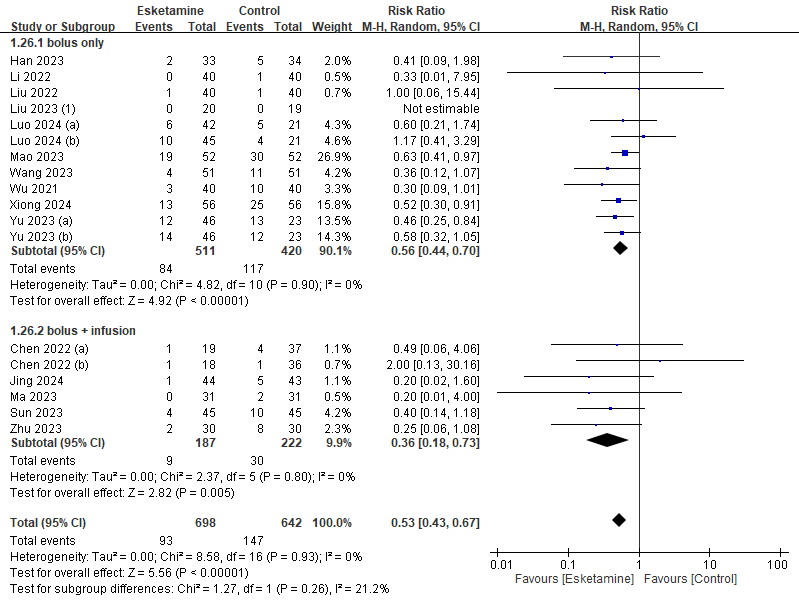 Esketamine Control Risk Ratio Risk Ratio
Study or Subgroup Events Total Events Total Weight M-H, Random, 95% CI M-H, Random, 95% CI
1.26.1 bolus only
Han 2023 2 33 5 34 2.0% 0.41 [0.09, 1.98]
Li 2022 0 40 1 40 0.5% 0.33 [0.01, 7.95]
Liu 2022 1 40 1 40 0.7% 1.00 [0.06, 15.44]
Liu 2023 (1) 0 20 0 19 Not estimable
Luo 2024 (a) 6 42 5 21 4.3% 0.60 [0.21, 1.74]
Luo 2024 (b) 10 45 4 21 4.6% 1.17 [0.41, 3.29]
Mao 2023 19 52 30 52 26.9% 0.63 [0.41, 0.97]
Wang 2023 4 51 11 51 4.2% 0.36 [0.12, 1.07]
Wu 2021 3 40 10 40 3.3% 0.30 [0.09, 1.01]
Xiong 2024 13 56 25 56 15.8% 0.52 [0.30, 0.91]
Yu 2023 (a) 12 46 13 23 13.5% 0.46 [0.25, 0.84]
Yu 2023 (b) 14 46 12 23 14.3% 0.58 [0.32, 1.05]
Subtotal (95% CI) 511 420 90.1% 0.56 [0.44, 0.70]
Total events 84 117
Heterogeneity: Tau² = 0.00; Chi² = 4.82, df = 10 (P = 0.90); I² = 0%
Test for overall effect: Z = 4.92 (P < 0.00001)
1.26.2 bolus + infusion
Chen 2022 (a) 1 19 4 37 1.1% 0.49 [0.06, 4.06]
Chen 2022 (b) 1 18 1 36 0.7% 2.00 [0.13, 30.16]
Jing 2024 1 44 5 43 1.1% 0.20 [0.02, 1.60]
Ma 2023 0 31 2 31 0.5% 0.20 [0.01, 4.00]
Sun 2023 4 45 10 45 4.0% 0.40 [0.14, 1.18]
Zhu 2023 2 30 8 30 2.3% 0.25 [0.06, 1.08]
Subtotal (95% CI) 187 222 9.9% 0.36 [0.18, 0.73]
Total events 9 30
Heterogeneity: Tau² = 0.00; Chi² = 2.37, df = 5 (P = 0.80); I² = 0%
Test for overall effect: Z = 2.82 (P = 0.005)
Total (95% CI) 698 642 100.0% 0.53 [0.43, 0.67]
Total events 93 147
Heterogeneity: Tau² = 0.00; Chi² = 8.58, df = 16 (P = 0.93); I² = 0%
Test for overall effect: Z = 5.56 (P < 0.00001)
Test for subgroup differences: Chi² = 1.27, df = 1 (P = 0.26), I² = 21.2%
0.01 0.1 1 10 100
Favours [Esketamine] Favours [Control]